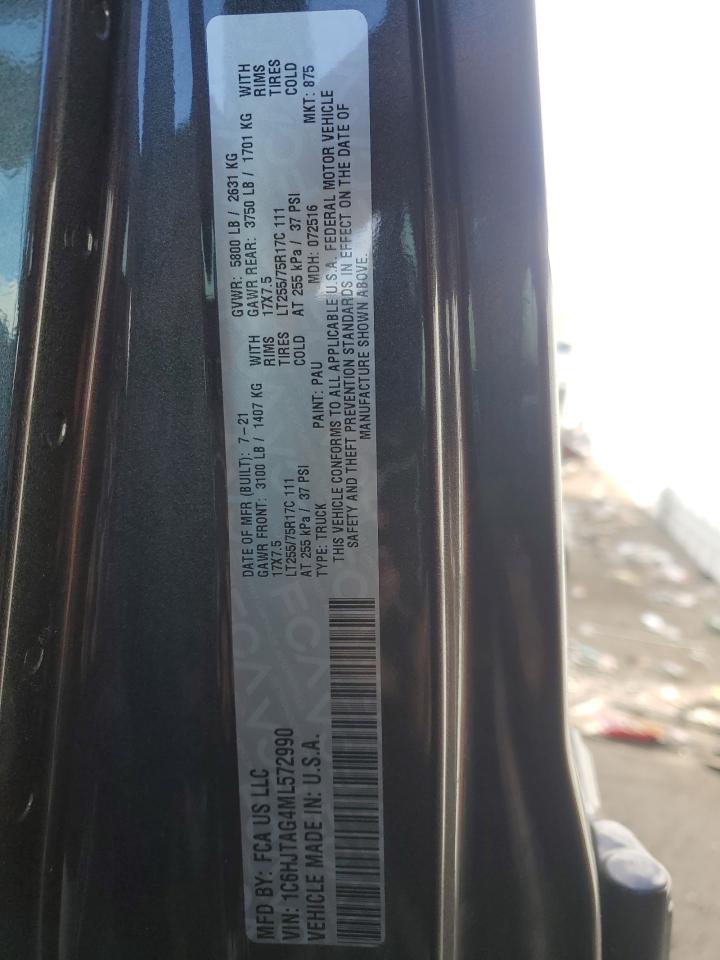 MFD BY: FCA US LLC
VIN: 1C6HJTAG4ML572990
VEHICLE MADE IN: U.S.A.
DATE OF MFR (BUILT): 7-21 GVWR: 5800 LB / 2631 KG
GAWR FRONT: 3100 LB / 1407 KG WITH GAWR REAR: 3750 LB / 1701 KG WITH
17X7.5 RIMS 17X7.5 RIMS
LT255/75R17C 111 TIRES LT255/75R17C 111 TIRES
AT 255 kPa / 37 PSI COLD AT 255 kPa / 37 PSI COLD
TYPE: TRUCK PAINT: PAU MDH: 072516 MKT: 875
THIS VEHICLE CONFORMS TO ALL APPLICABLE U.S.A. FEDERAL MOTOR VEHICLE
SAFETY AND THEFT PREVENTION STANDARDS IN EFFECT ON THE DATE OF
MANUFACTURE SHOWN ABOVE.